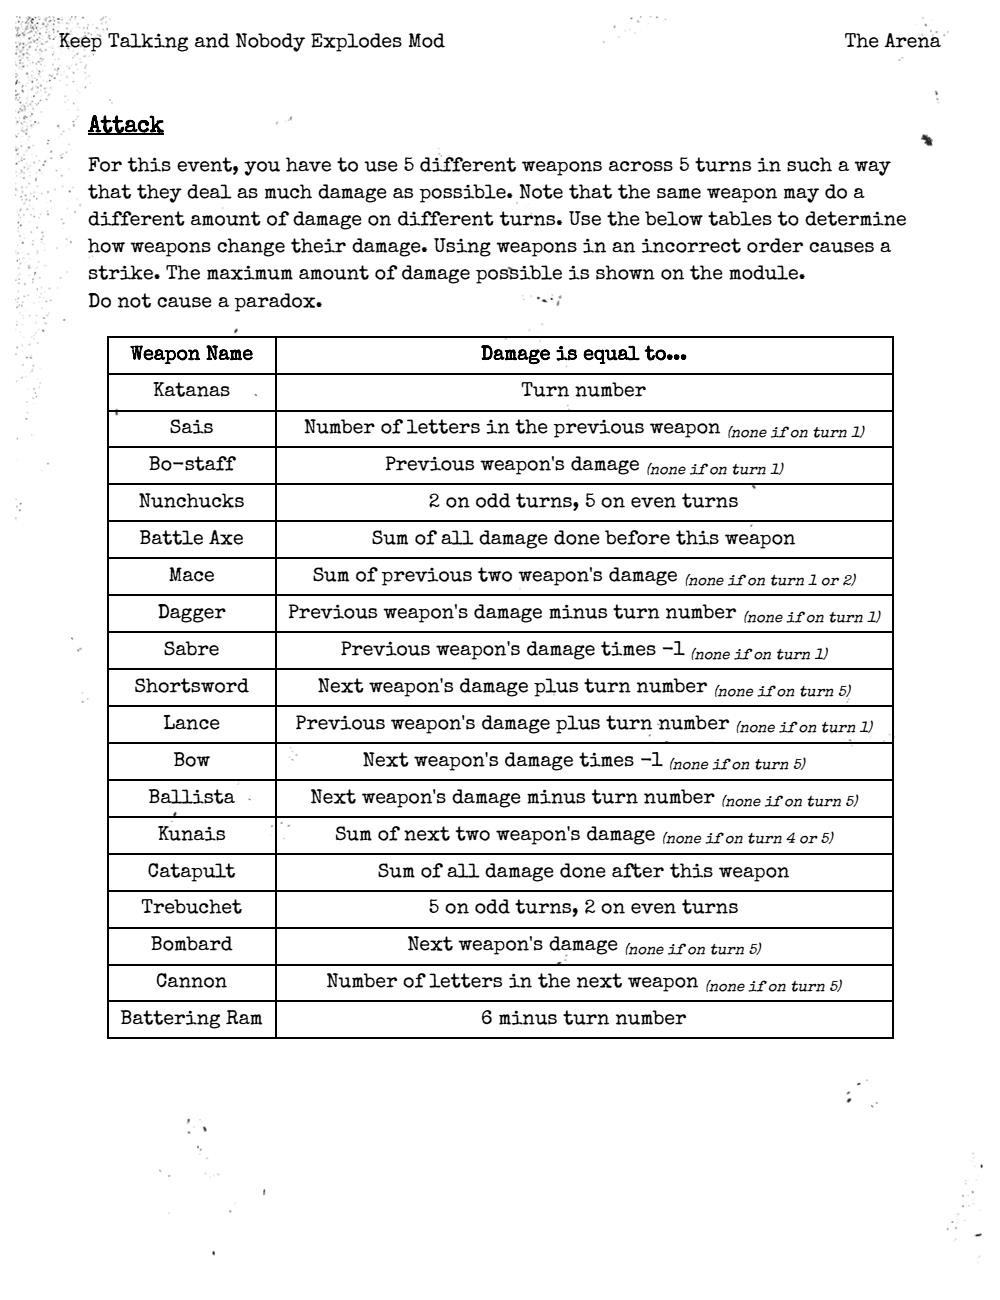 Keep Talking and Nobody Explodes Mod
The Arena
Attack
For this event, you have to use 5 different weapons across 5 turns in such a way
that they deal as much damage as possible. Note that the same weapon may do a
different amount of damage on different turns. Use the below tables to determine
how weapons change their damage. Using weapons in an incorrect order causes a
strike. The maximum amount of damage possible is shown on the module.
Do not cause a paradox.
Weapon Name Damage is equal to...
Katanas Turn number
Sais Number of letters in the previous weapon (none if on turn 1)
Bo-staff Previous weapon's damage (none if on turn 1)
Nunchucks 2 on odd turns, 5 on even turns
Battle Axe Sum of all damage done before this weapon
Mace Sum of previous two weapon's damage (none if on turn 1 or 2)
Dagger Previous weapon's damage minus turn number (none if on turn 1)
Sabre Previous weapon's damage times -1 (none if on turn 1)
Shortsword Next weapon's damage plus turn number (none if on turn 5)
Lance Previous weapon's damage plus turn number (none if on turn 1)
Bow Next weapon's damage times -1 (none if on turn 5)
Ballista Next weapon's damage minus turn number (none if on turn 5)
Kunais Sum of next two weapon's damage (none if on turn 4 or 5)
Catapult Sum of all damage done after this weapon
Trebuchet 5 on odd turns, 2 on even turns
Bombard Next weapon's damage (none if on turn 5)
Cannon Number of letters in the next weapon (none if on turn 5)
Battering Ram 6 minus turn number